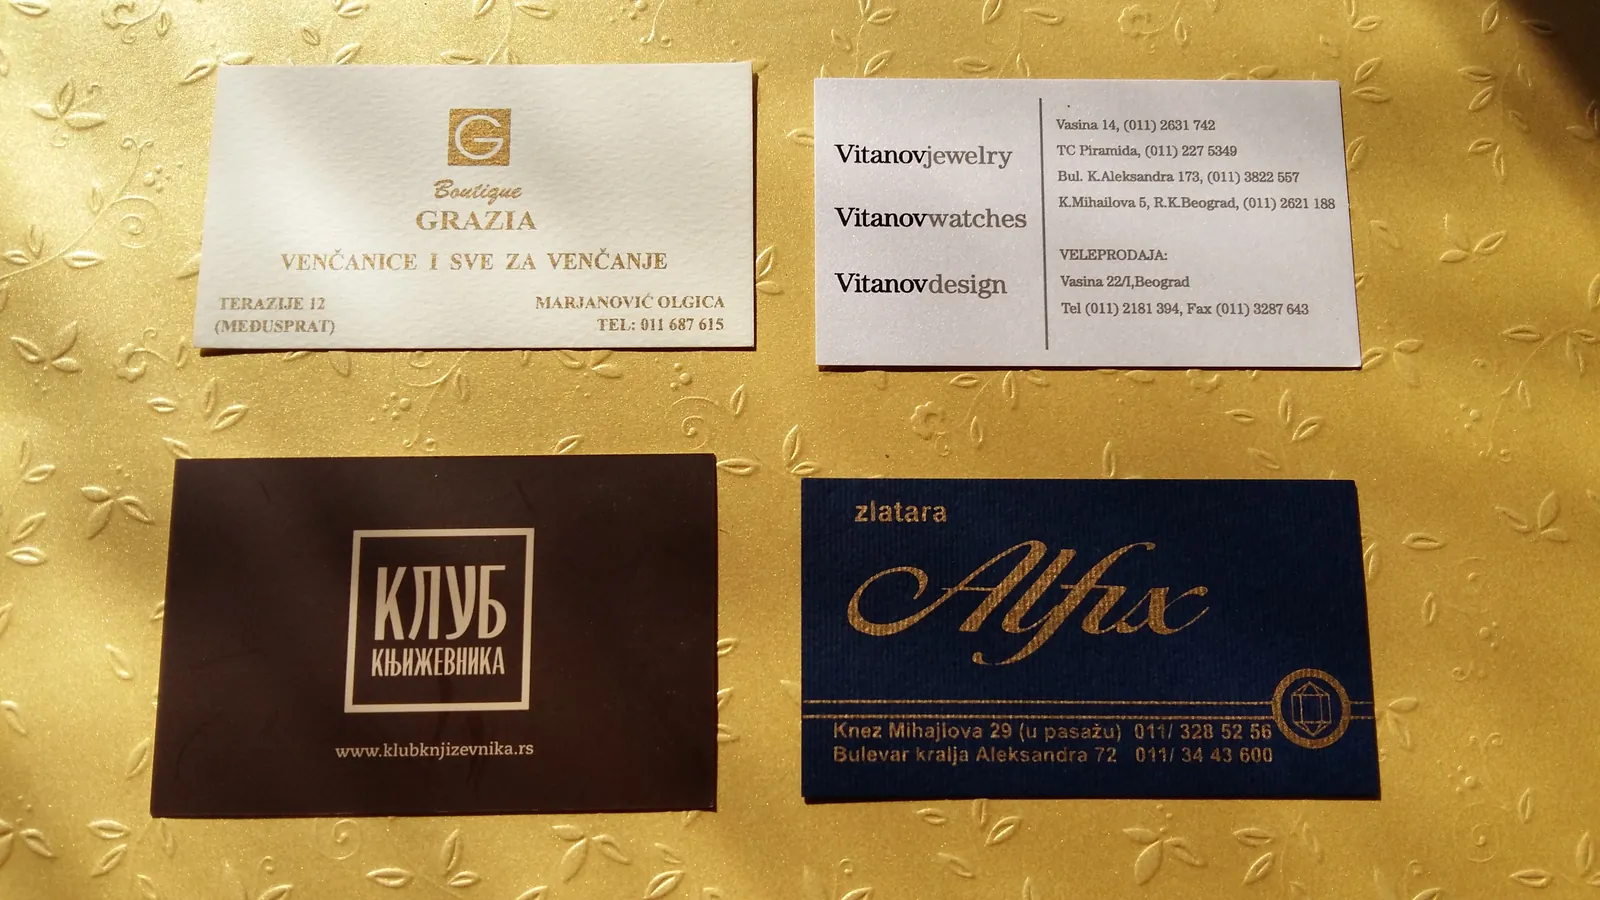 G
Boutique
GRAZIA
VENČANICE I SVE ZA VENČANJE
TERAZIJE 12
(MEĐUSPRAT)
MARJANOVIĆ OLGICA
TEL: 011 687 615
Vitanovjewelry
Vitanovwatches
Vitanovdesign
Vasina 14, (011) 2631 742
TC Piramida, (011) 227 5349
Bul. K.Aleksandra 173, (011) 3822 557
K.Mihailova 5, R.K.Beograd, (011) 2621 188
VELEPRODAJA:
Vasina 22/I,Beograd
Tel (011) 2181 394, Fax (011) 3287 643
КЛУБ
КЊИЖЕВНИКА
www.klubknjizevnika.rs
zlatara
Alfix
Knez Mihajlova 29 (u pasažu) 011/ 328 52 56
Bulevar kralja Aleksandra 72 011/ 34 43 600